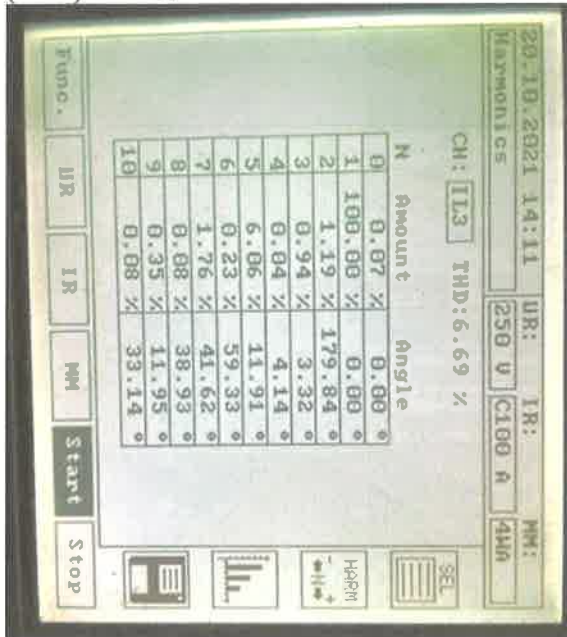 20-10.2021 14:11 UR: IR: MM:
Harmonics 250 V C100 A 4WA
CH: IL3 THD:6.69 %
SEL
N Amount Angle
0 0.07 % 0.00 °
1 100.00 % 0.00 °
2 1.19 % 179.84 °
3 0.94 % 3.32 °
4 0.04 % 4.14 °
5 6.06 % 11.91 °
6 0.23 % 59.33 °
7 1.76 % 41.62 °
8 0.08 % 38.93 °
9 0.35 % 11.95 °
10 0.08 % 33.14 °
HARM
- +
←N→
Func. UR IR MM Start Stop